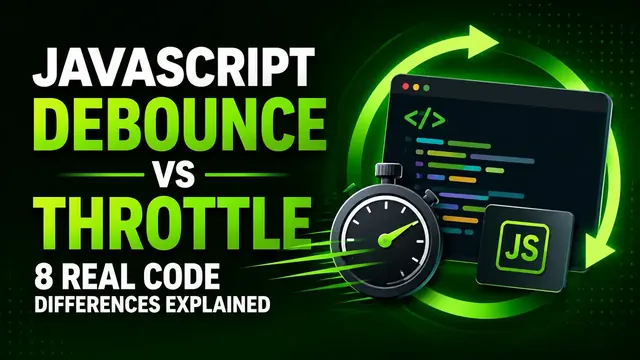 JAVASCRIPT
DEBOUNCE
VS
THROTTLE
8 REAL CODE
DIFFERENCES EXPLAINED
</>
JS